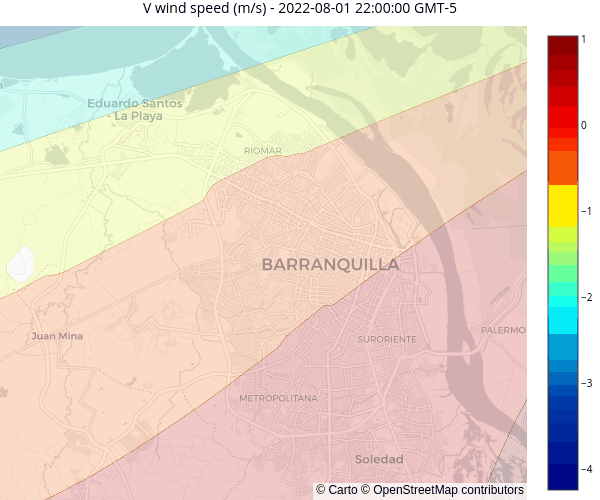 V wind speed (m/s) - 2022-08-01 22:00:00 GMT-5
1
0
−1
−2
−3
−4
Eduardo Santos
- La Playa
RIOMAR
BARRANQUILLA
Juan Mina
SURORIENTE
PALERMO
METROPOLITANA
Soledad
© Carto © OpenStreetMap contributors